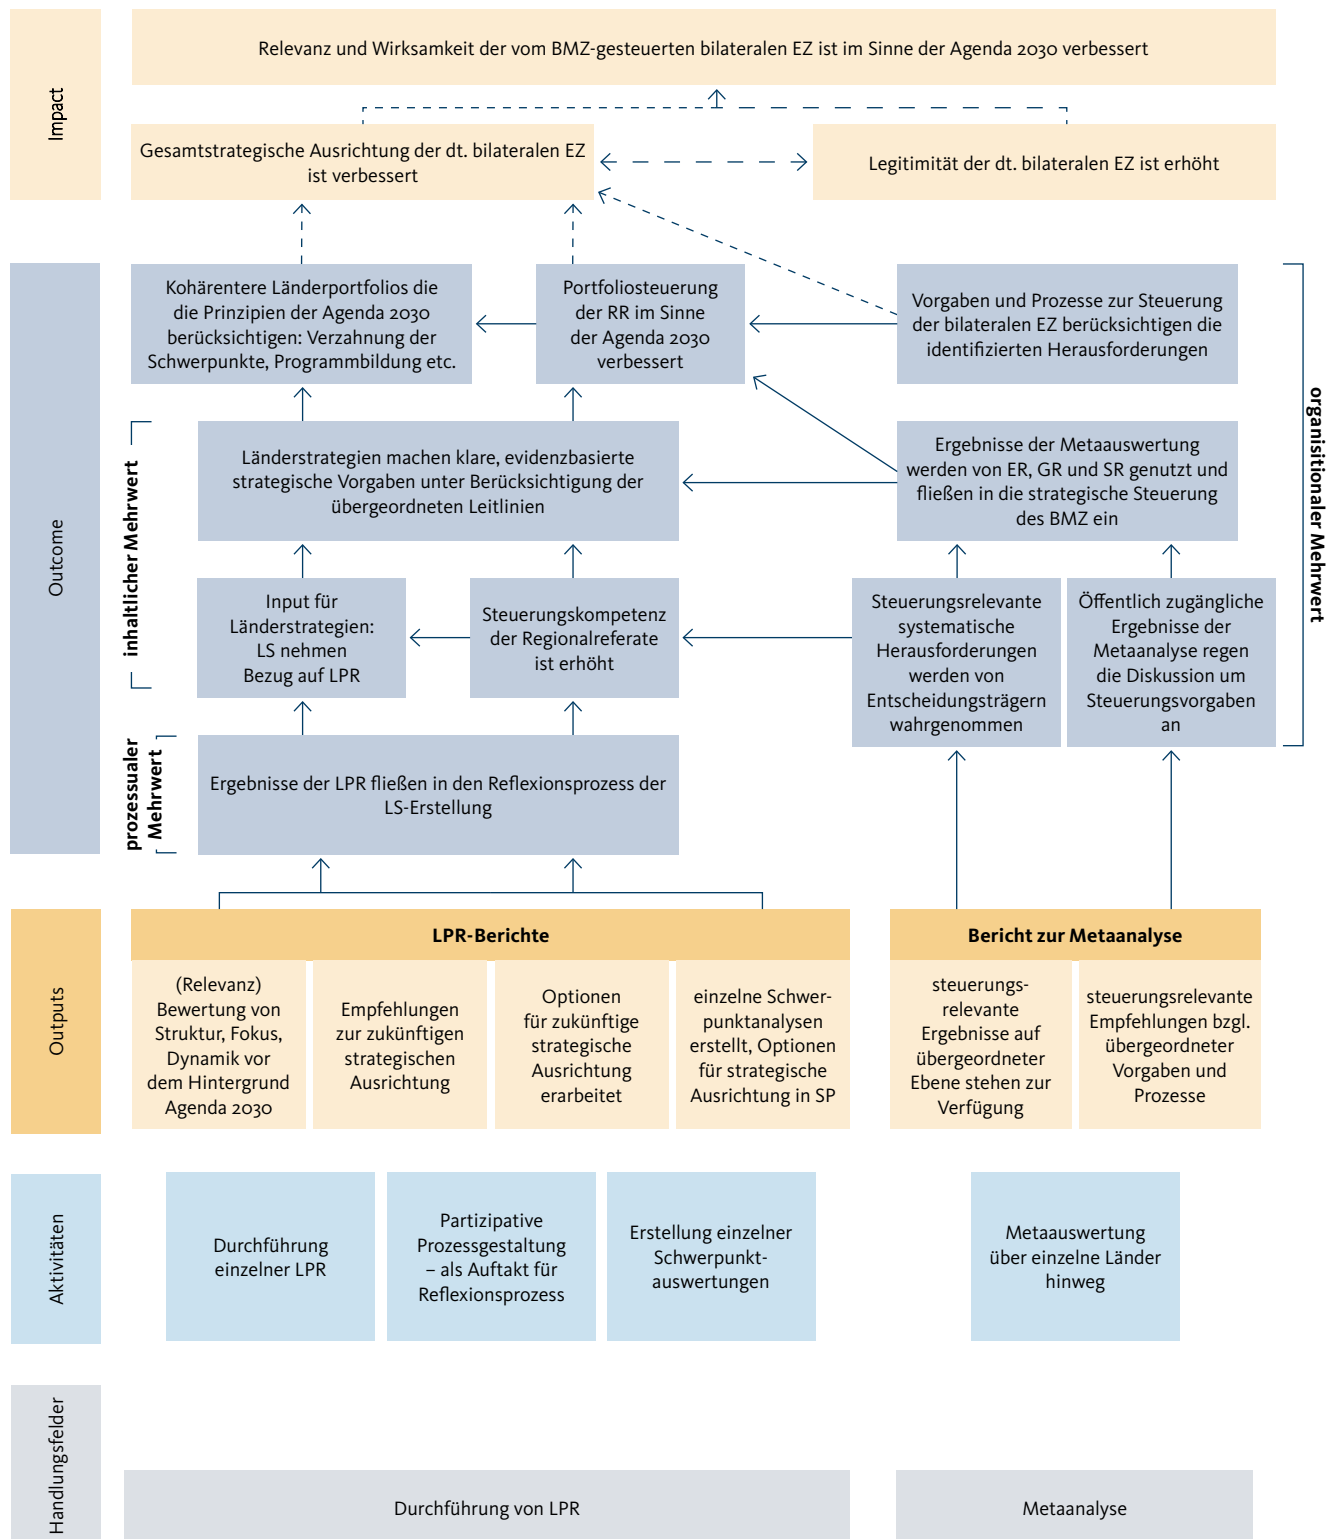 Impact
Relevanz und Wirksamkeit der vom BMZ-gesteuerten bilateralen EZ ist im Sinne der Agenda 2030 verbessert
Gesamtstrategische Ausrichtung der dt. bilateralen EZ
ist verbessert
Legitimität der dt. bilateralen EZ ist erhöht
Outcome
Kohärentere Länderportfolios die
die Prinzipien der Agenda 2030
berücksichtigen: Verzahnung der
Schwerpunkte, Programmbildung etc.
Portfoliosteuerung
der RR im Sinne
der Agenda 2030
verbessert
Vorgaben und Prozesse zur Steuerung
der bilateralen EZ berücksichtigen die
identifizierten Herausforderungen
organisitionaler Mehrwert
inhaltlicher Mehrwert
Länderstrategien machen klare, evidenzbasierte
strategische Vorgaben unter Berücksichtigung der
übergeordneten Leitlinien
Ergebnisse der Metaauswertung
werden von ER, GR und SR genutzt und
fließen in die strategische Steuerung
des BMZ ein
Input für
Länderstrategien:
LS nehmen
Bezug auf LPR
Steuerungskompetenz
der Regionalreferate
ist erhöht
Steuerungsrelevante
systematische
Herausforderungen
werden von
Entscheidungsträgern
wahrgenommen
Öffentlich zugängliche
Ergebnisse der
Metaanalyse regen
die Diskussion um
Steuerungsvorgaben
an
prozessualer
Mehrwert
Ergebnisse der LPR fließen in den Reflexionsprozess der
LS-Erstellung
Outputs
LPR-Berichte
(Relevanz)
Bewertung von
Struktur, Fokus,
Dynamik vor
dem Hintergrund
Agenda 2030
Empfehlungen
zur zukünftigen
strategischen
Ausrichtung
Optionen
für zukünftige
strategische
Ausrichtung
erarbeitet
einzelne Schwer-
punktanalysen
erstellt, Optionen
für strategische
Ausrichtung in SP
Bericht zur Metaanalyse
steuerungs-
relevante
Ergebnisse auf
übergeordneter
Ebene stehen zur
Verfügung
steuerungsrelevante
Empfehlungen bzgl.
übergeordneter
Vorgaben und
Prozesse
Aktivitäten
Durchführung
einzelner LPR
Partizipative
Prozessgestaltung
– als Auftakt für
Reflexionsprozess
Erstellung einzelner
Schwerpunkt-
auswertungen
Metaauswertung
über einzelne Länder
hinweg
Handlungsfelder
Durchführung von LPR
Metaanalyse